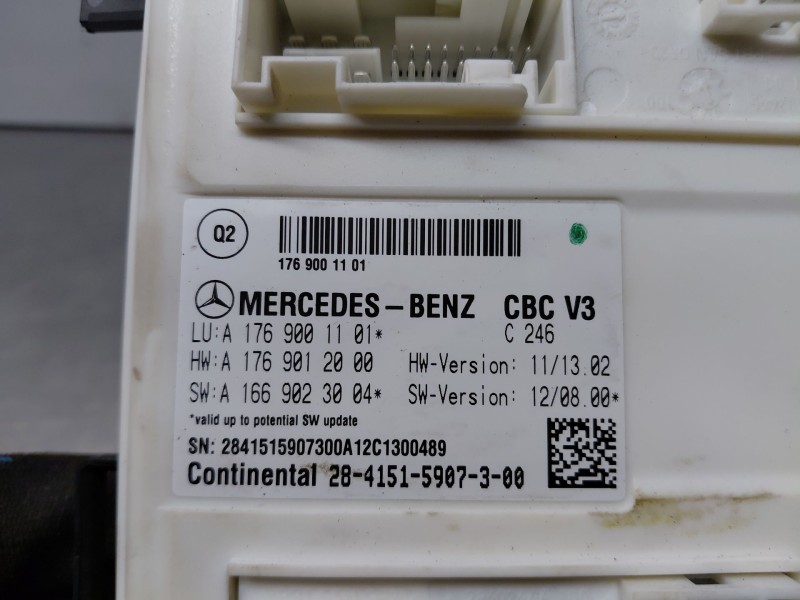 Q2
176 900 11 01
MERCEDES-BENZ CBC V3
LU:A 176 900 11 01* C 246
HW:A 176 901 20 00 HW-Version: 11/13.02
SW:A 166 902 30 04* SW-Version: 12/08.00*
*valid up to potential SW update
SN: 2841515907300A12C1300489
Continental 28-4151-5907-3-00